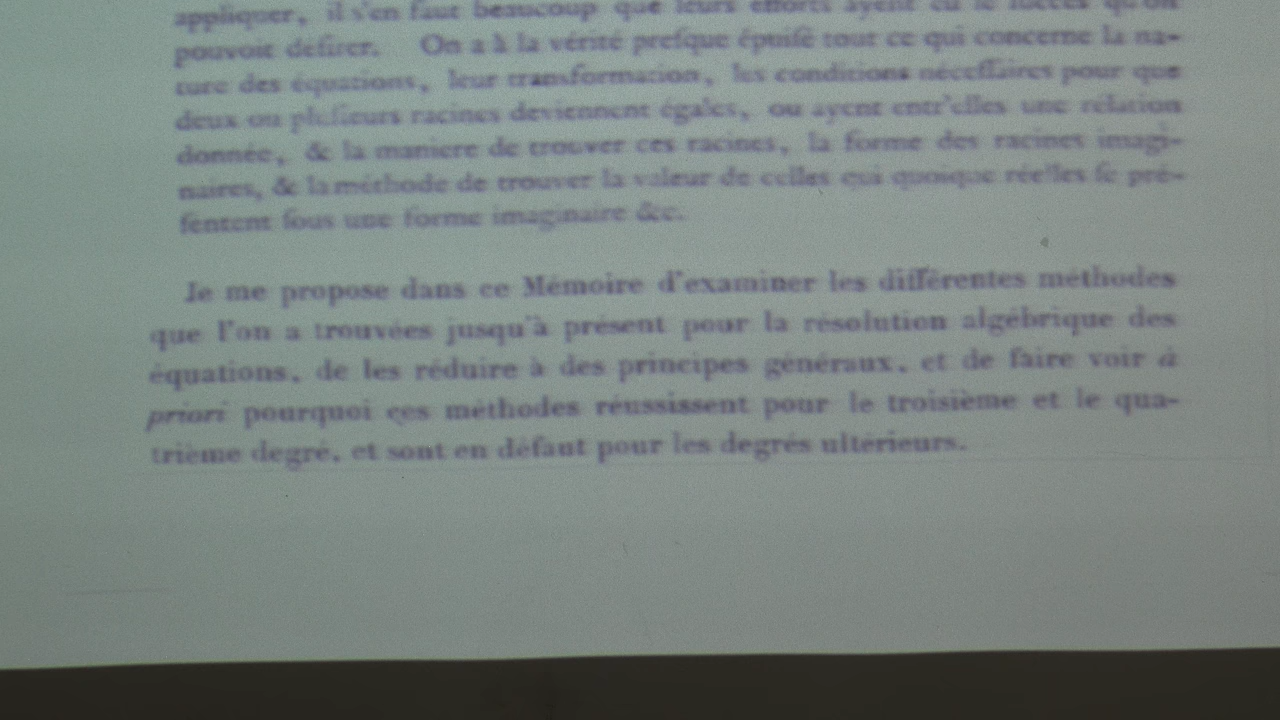 appliquer, il s'en faut beaucoup que leurs efforts ayent eu le succès qu'on
pouvoit deſirer. On a à la vérité preſque épuiſé tout ce qui concerne la na-
ture des équations, leur transformation, les conditions néceſſaires pour que
deux ou pluſieurs racines deviennent égales, ou ayent entr'elles une rélation
donnée, & la maniere de trouver ces racines, la forme des racines imagi-
naires, & la méthode de trouver la valeur de celles qui quoique réelles ſe pré-
ſentent ſous une forme imaginaire &c.
Je me propose dans ce Mémoire d'examiner les différentes méthodes
que l'on a trouvées jusqu'à présent pour la résolution algébrique des
équations, de les réduire à des principes généraux, et de faire voir à
priori pourquoi ces méthodes réussissent pour le troisième et le qua-
trième degré, et sont en défaut pour les degrés ultérieurs.